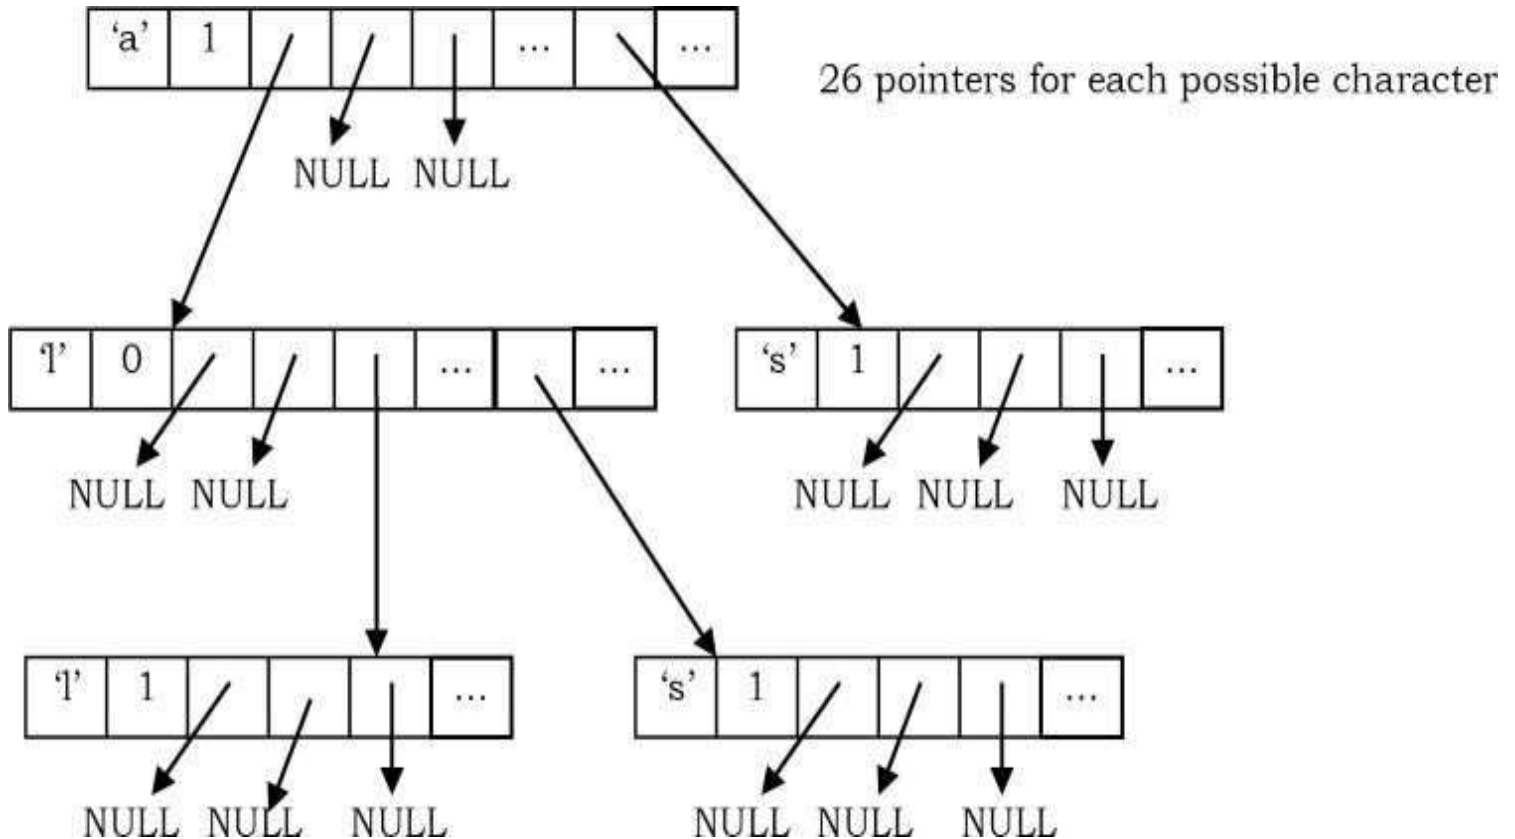 ‘a’ 1 ... ...
26 pointers for each possible character
NULL NULL
‘l’ 0 ... ...
‘s’ 1 ...
NULL NULL
NULL NULL NULL
‘l’ 1 ...
‘s’ 1 ...
NULL NULL NULL
NULL NULL NULL